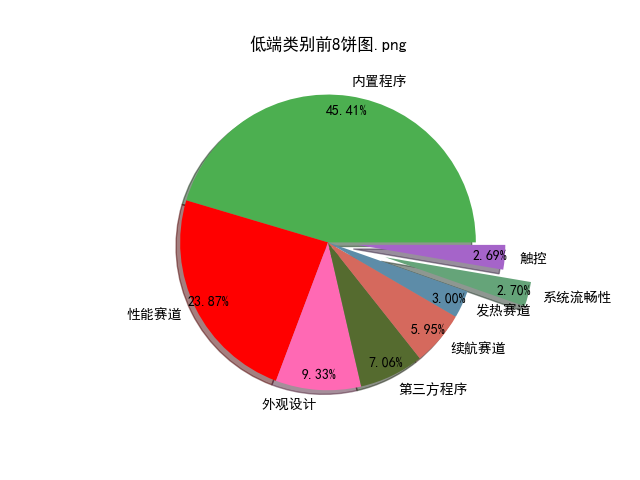 低端类别前8饼图.png
内置程序
45.41%
2.69%
触控
2.70%
系统流畅性
3.00%
发热赛道
23.87%
性能赛道
5.95%
续航赛道
7.06%
第三方程序
9.33%
外观设计